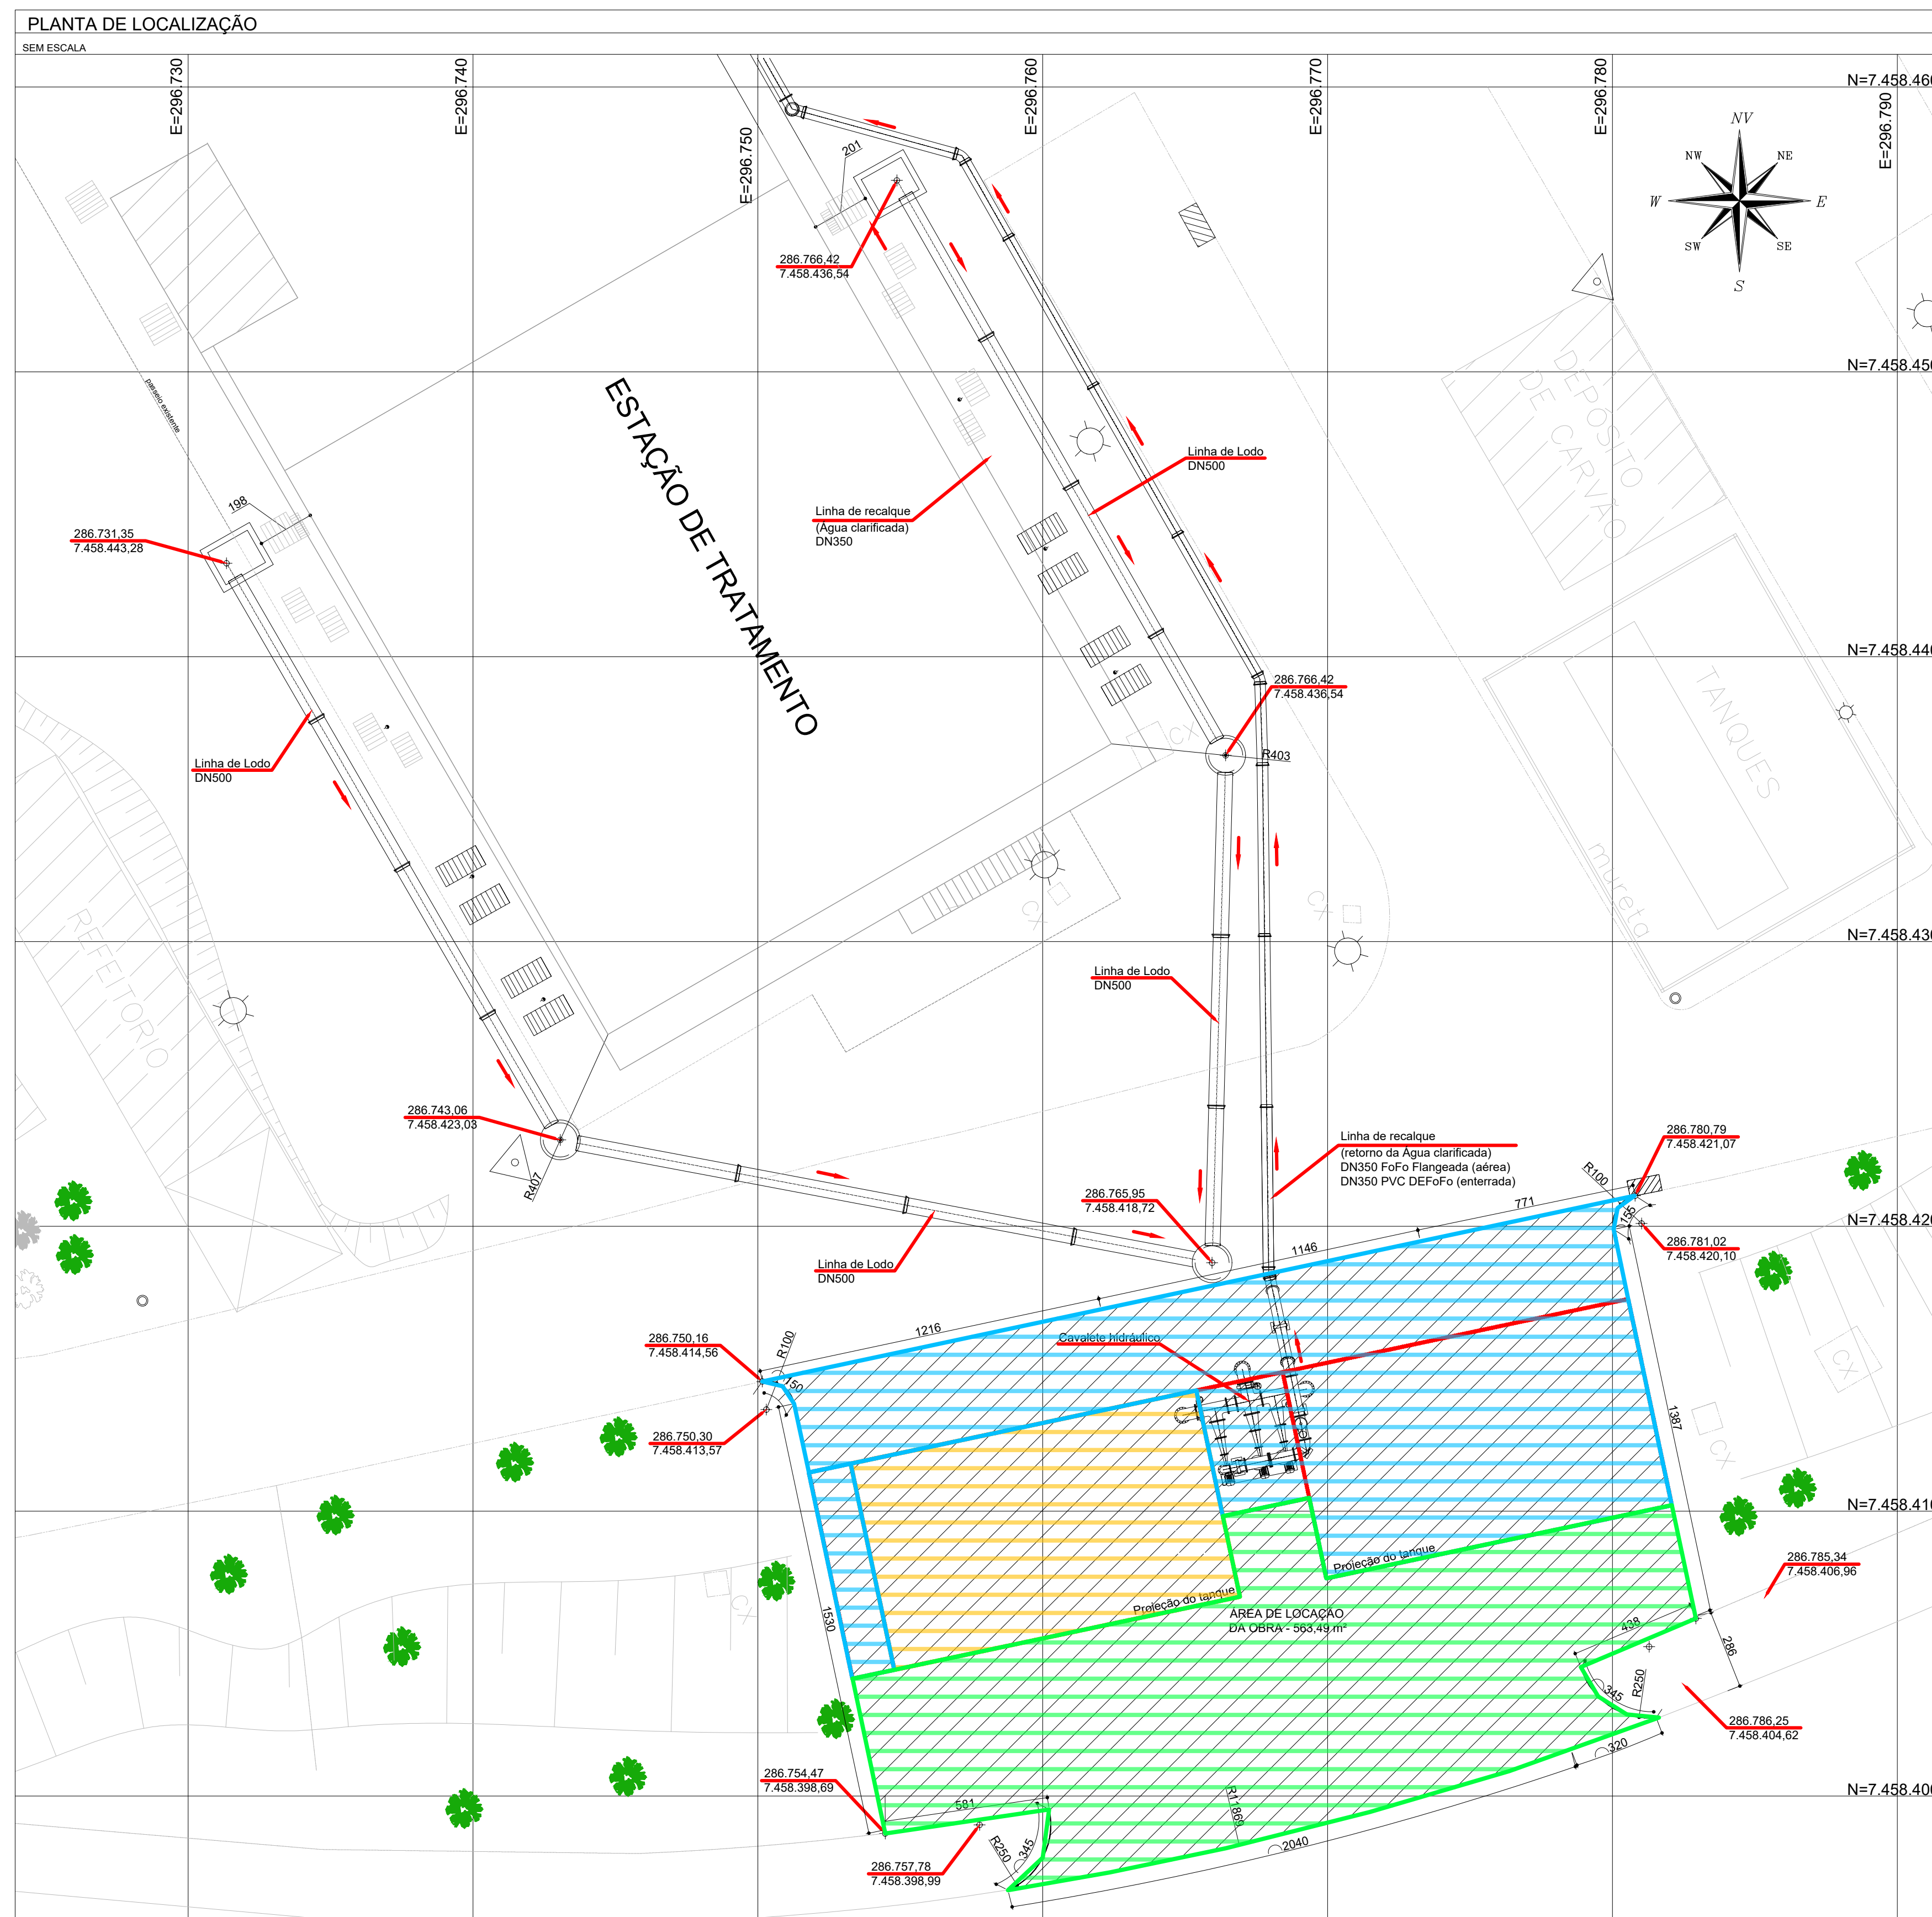 PLANTA DE LOCALIZAÇÃO
SEM ESCALA
E=296.730
E=296.740
E=296.750
E=296.760
E=296.770
E=296.780
E=296.790
N=7.458.460
NV
NW
NE
W
E
SW
SE
S
201
286.766,42
7.458.436,54
passeio existente
N=7.458.450
DEPÓSITO
DE CARVÃO
ESTAÇÃO DE TRATAMENTO
Linha de Lodo
DN500
Linha de recalque
(Água clarificada)
DN350
198
286.731,35
7.458.443,28
N=7.458.440
286.766,42
7.458.436,54
TANQUES
CX
R403
Linha de Lodo
DN500
mureta
CX
CX
REFEITORIO
N=7.458.430
Linha de Lodo
DN500
286.743,06
7.458.423,03
R407
Linha de recalque
(retorno da Água clarificada)
DN350 FoFo Flangeada (aérea)
DN350 PVC DEFoFo (enterrada)
286.780,79
7.458.421,07
R100
771
155
286.765,95
7.458.418,72
N=7.458.420
286.781,02
7.458.420,10
1146
Linha de Lodo
DN500
1216
R100
286.750,16
7.458.414,56
Cavalete hidráulico
150
CX
286.750,30
7.458.413,57
1387
CX
N=7.458.410
Projeção do tanque
286.785,34
7.458.406,96
CX
Projeção do tanque
1530
ÁREA DE LOCAÇÃO
DA OBRA - 563,49 m²
438
286
R250
345
286.786,25
7.458.404,62
320
286.754,47
7.458.398,69
N=7.458.400
581
R11869
R250
345
2040
286.757,78
7.458.398,99